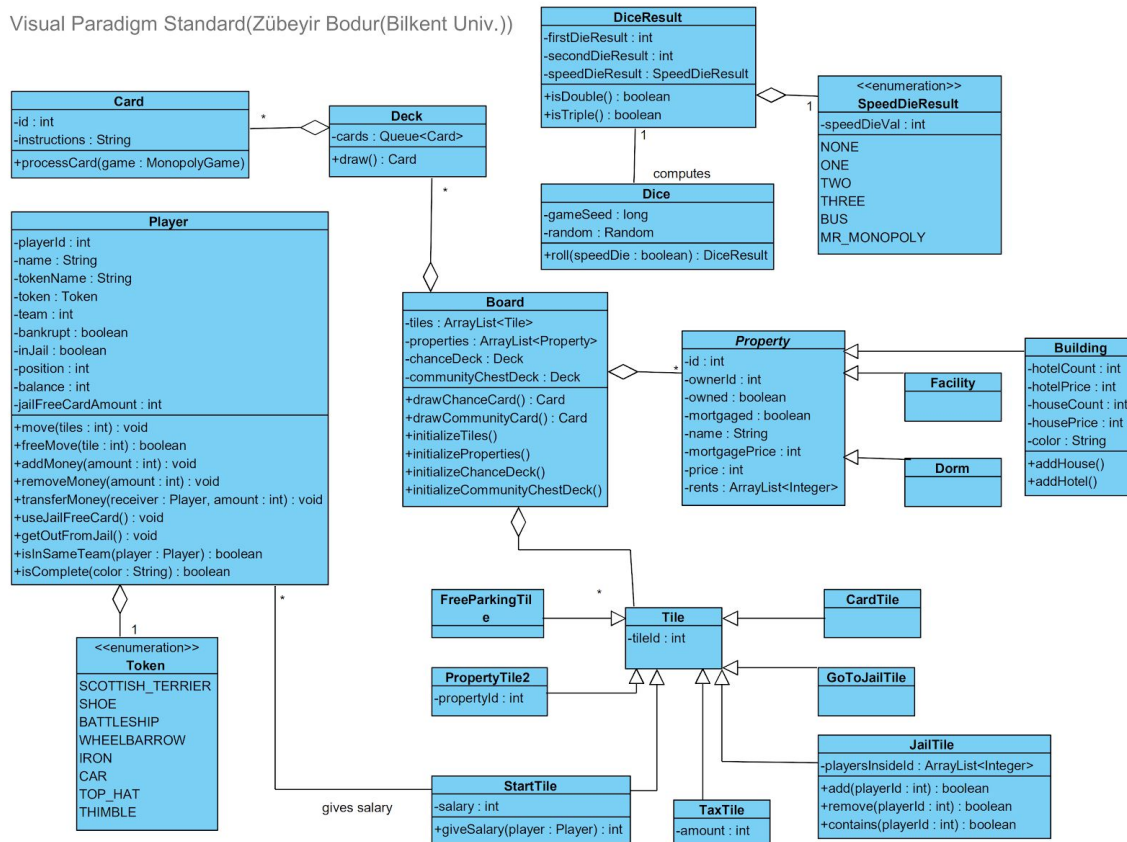 Visual Paradigm Standard(Zübeyir Bodur(Bilkent Univ.))
DiceResult
-firstDieResult : int
-secondDieResult : int
-speedDieResult : SpeedDieResult
+isDouble() : boolean
+isTriple() : boolean
1
1
<<enumeration>>
SpeedDieResult
-speedDieVal : int
NONE
ONE
TWO
THREE
BUS
MR_MONOPOLY
Card
-id : int
-instructions : String
+processCard(game : MonopolyGame)
*
Deck
-cards : Queue<Card>
+draw() : Card
*
computes
Dice
-gameSeed : long
-random : Random
+roll(speedDie : boolean) : DiceResult
Player
-playerId : int
-name : String
-tokenName : String
-token : Token
-team : int
-bankrupt : boolean
-inJail : boolean
-position : int
-balance : int
-jailFreeCardAmount : int
+move(tiles : int) : void
+freeMove(tile : int) : boolean
+addMoney(amount : int) : void
+removeMoney(amount : int) : void
+transferMoney(receiver : Player, amount : int) : void
+useJailFreeCard() : void
+getOutFromJail() : void
+isInSameTeam(player : Player) : boolean
+isComplete(color : String) : boolean
Board
-tiles : ArrayList<Tile>
-properties : ArrayList<Property>
-chanceDeck : Deck
-communityChestDeck : Deck
+drawChanceCard() : Card
+drawCommunityCard() : Card
+initializeTiles()
+initializeProperties()
+initializeChanceDeck()
+initializeCommunityChestDeck()
*
Property
-id : int
-ownerId : int
-owned : boolean
-mortgaged : boolean
-name : String
-mortgagePrice : int
-price : int
-rents : ArrayList<Integer>
Facility
Dorm
Building
-hotelCount : int
-hotelPrice : int
-houseCount : int
-housePrice : int
-color : String
+addHouse()
+addHotel()
*
1
<<enumeration>>
Token
SCOTTISH_TERRIER
SHOE
BATTLESHIP
WHEELBARROW
IRON
CAR
TOP_HAT
THIMBLE
FreeParkingTil
e
*
Tile
-tileId : int
CardTile
PropertyTile2
-propertyId : int
GoToJailTile
JailTile
-playersInsideId : ArrayList<Integer>
+add(playerId : int) : boolean
+remove(playerId : int) : boolean
+contains(playerId : int) : boolean
gives salary
StartTile
-salary : int
+giveSalary(player : Player) : int
TaxTile
-amount : int